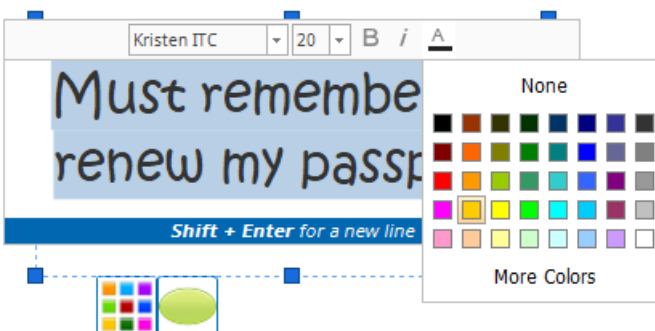 Kristen ITC 20 B i A
None
Must remembe
renew my passp
Shift + Enter for a new line
More Colors